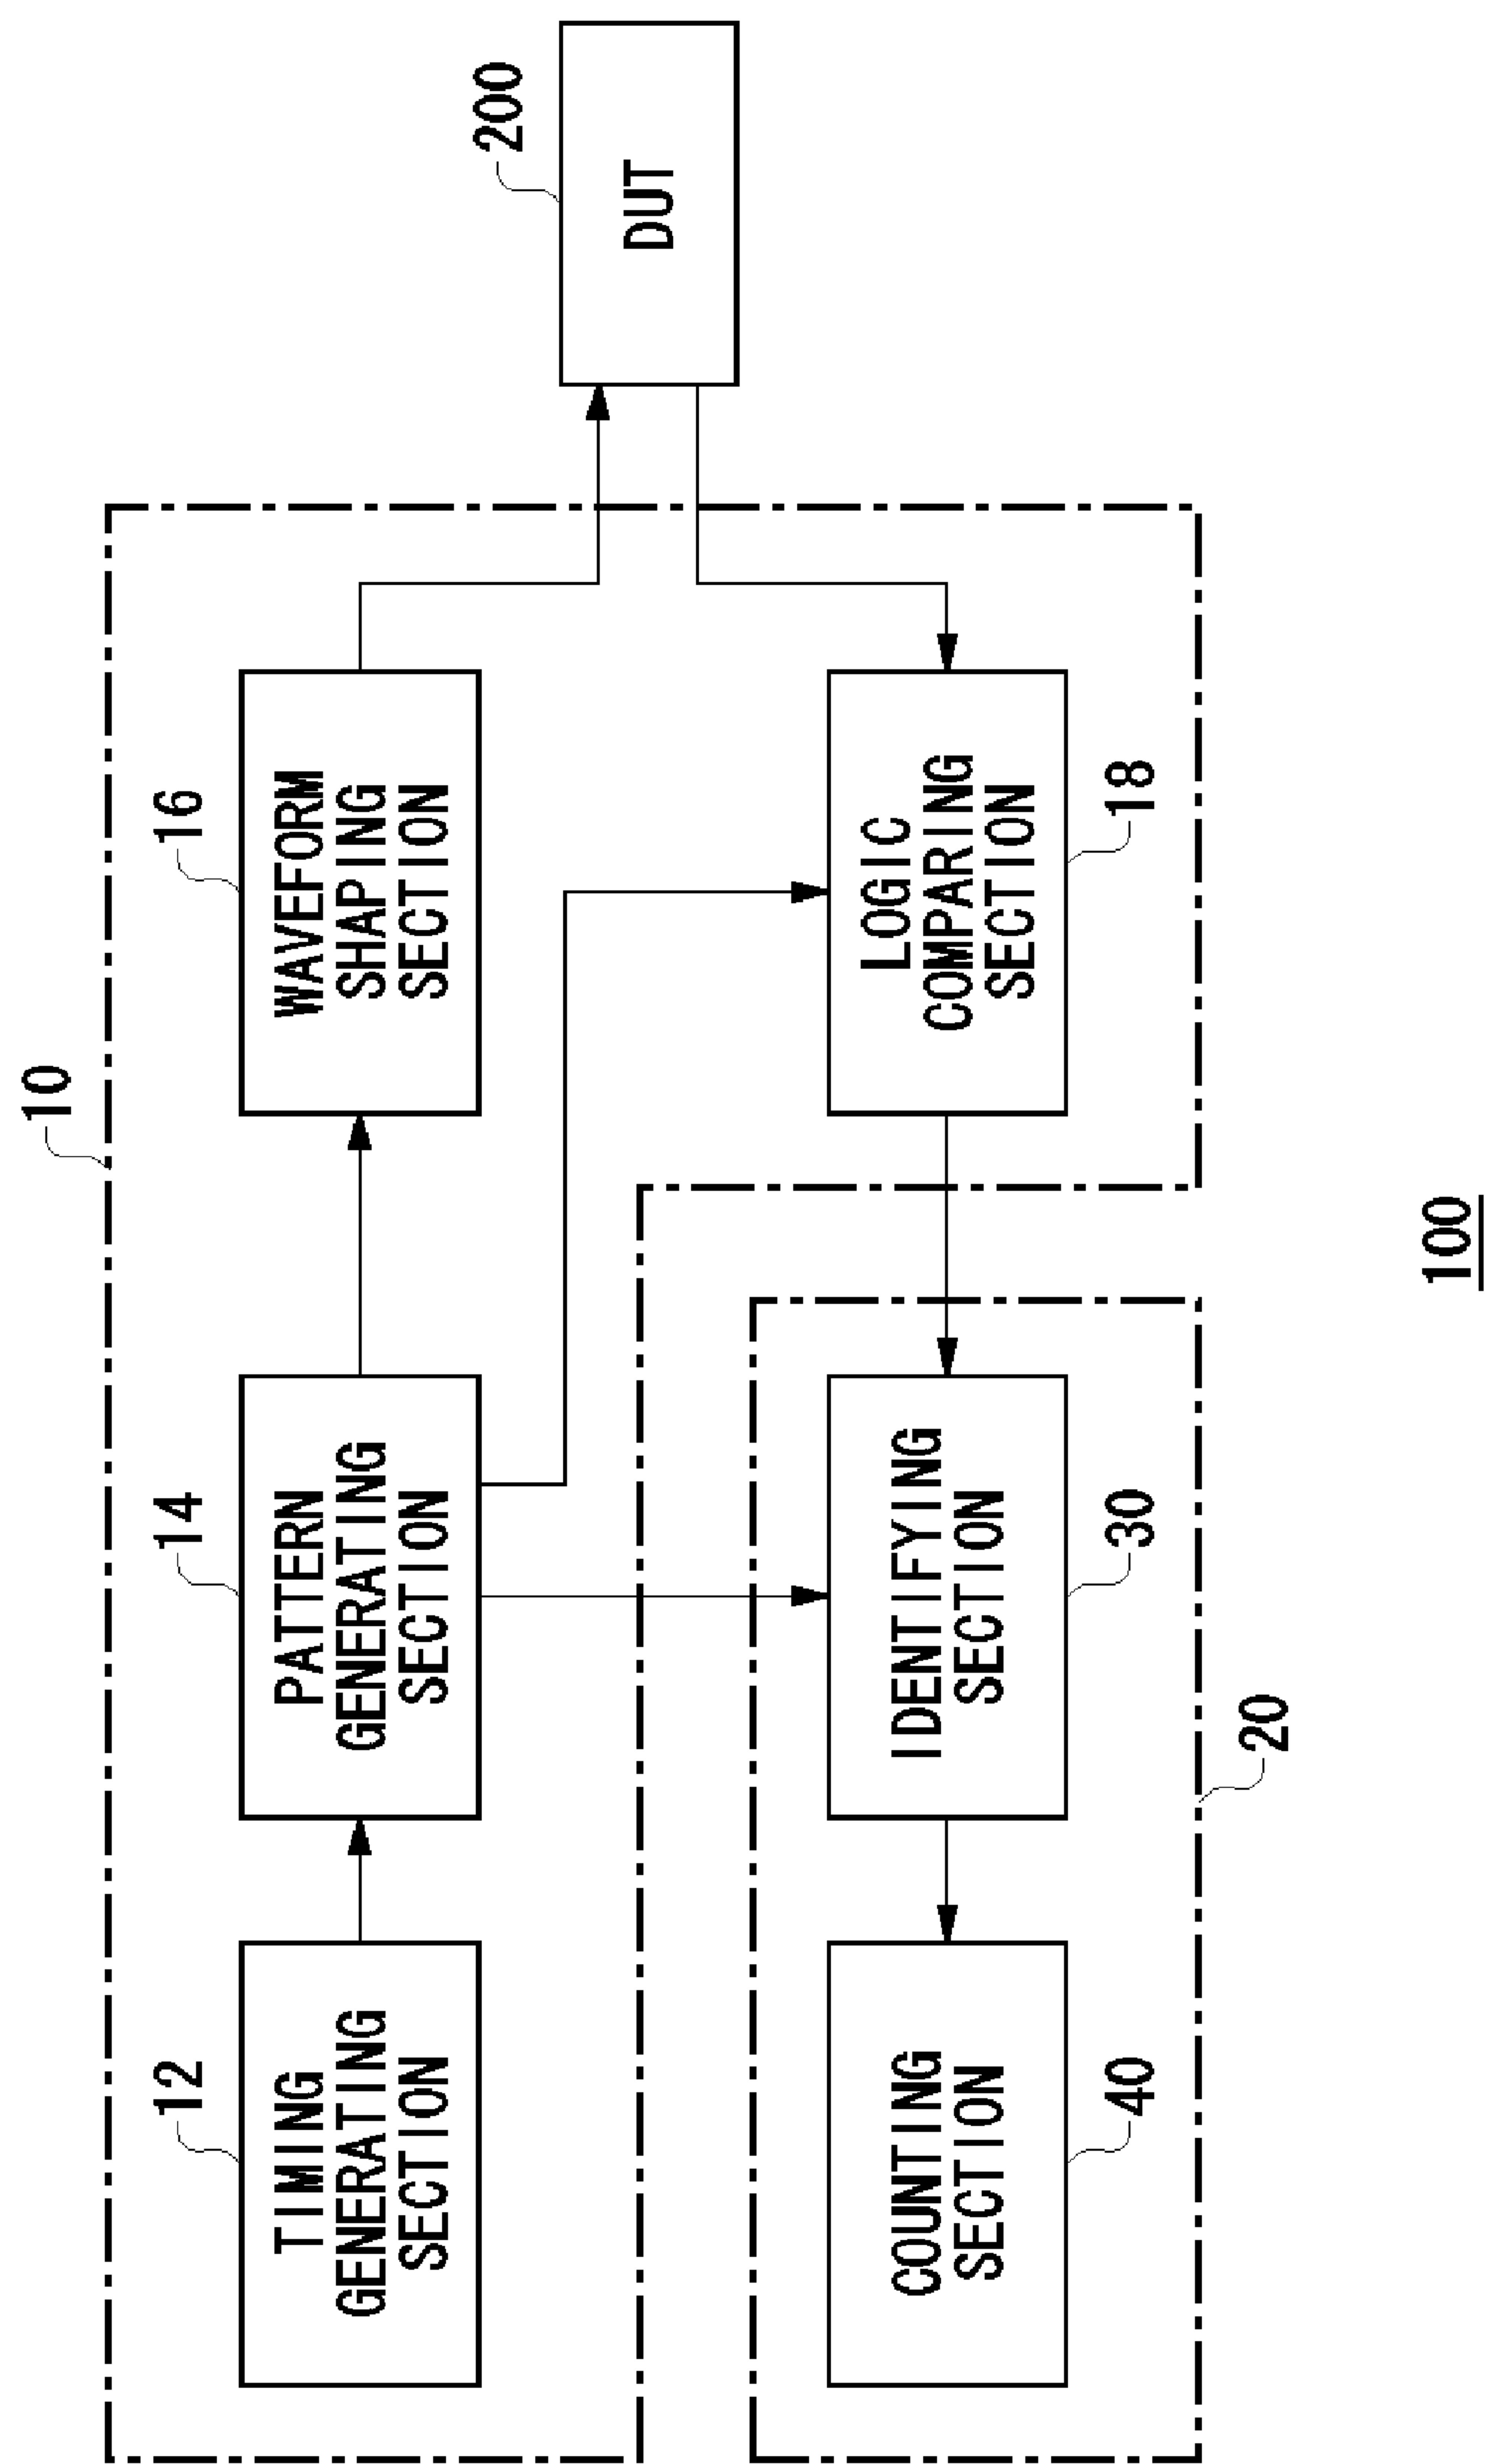 10
12
TIMING
GENERATING
SECTION
14
PATTERN
GENERATING
SECTION
16
WAVEFORM
SHAPING
SECTION
200
DUT
COUNTING
SECTION
40
IDENTIFYING
SECTION
30
LOGIC
COMPARING
SECTION
18
20
100